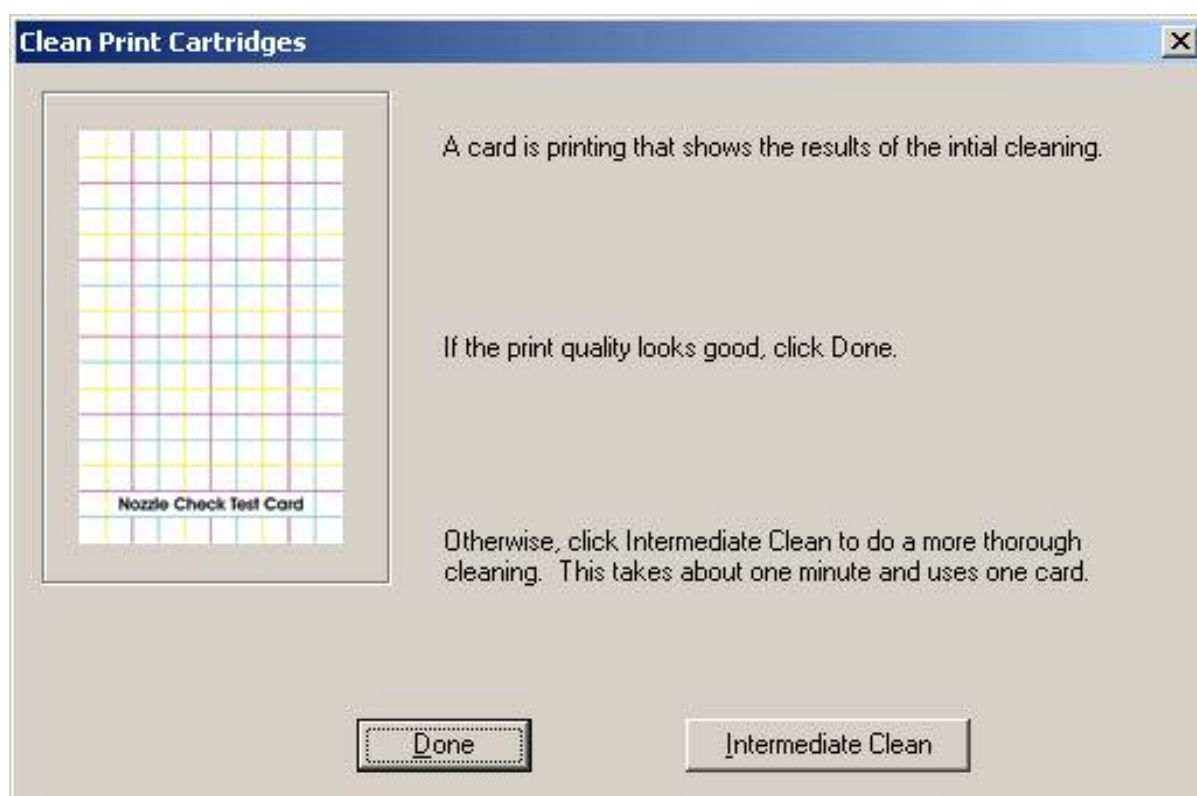 Clean Print Cartridges
A card is printing that shows the results of the intial cleaning.
If the print quality looks good, click Done.
Nozzle Check Test Card
Otherwise, click Intermediate Clean to do a more thorough
cleaning.  This takes about one minute and uses one card.
Done
Intermediate Clean